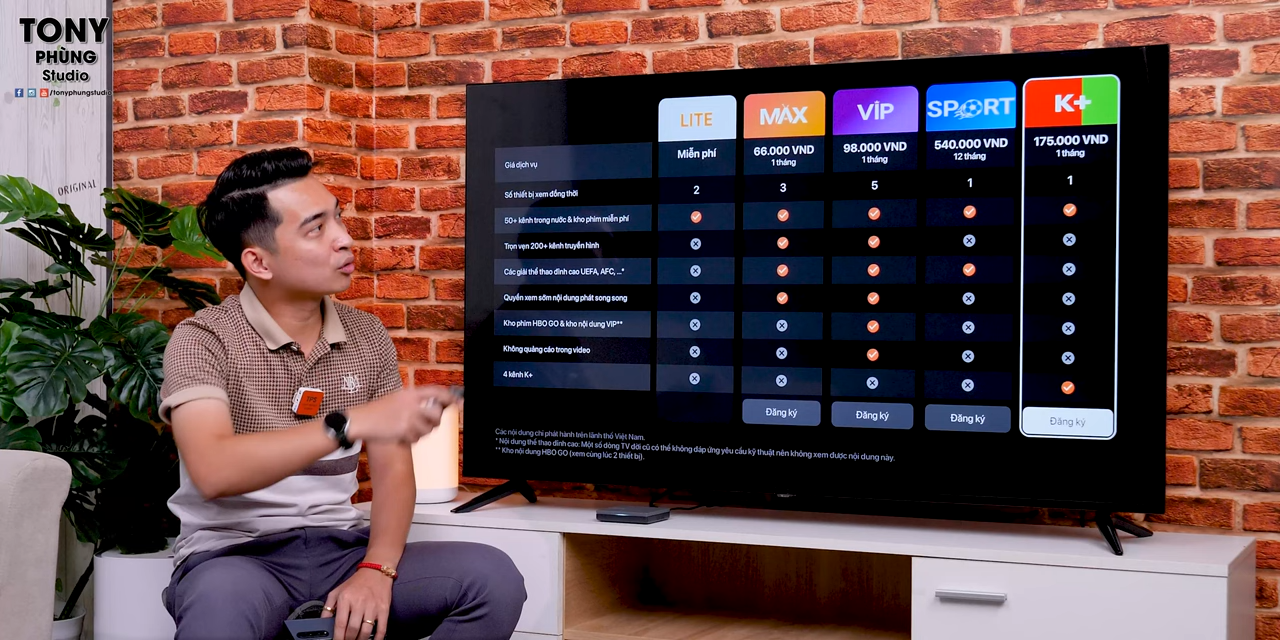 TONY
PHÙNG
Studio
/tonyphungstudio
ORIGINAL
LITE
MAX
VIP
SPORT
K+
Giá dịch vụ
Miễn phí
66.000 VND
1 tháng
98.000 VND
1 tháng
540.000 VND
12 tháng
175.000 VND
1 tháng
Số thiết bị xem đồng thời
2
3
5
1
1
50+ kênh trong nước & kho phim miễn phí
Trọn vẹn 200+ kênh truyền hình
Các giải thể thao đỉnh cao UEFA, AFC, ...*
Quyền xem sớm nội dung phát song song
Kho phim HBO GO & kho nội dung VIP**
Không quảng cáo trong video
4 kênh K+
Đăng ký
Đăng ký
Đăng ký
Đăng ký
Các nội dung chỉ phát hành trên lãnh thổ Việt Nam.
* Nội dung thể thao đỉnh cao: Một số dòng TV đời cũ có thể không đáp ứng yêu cầu kỹ thuật nên không xem được nội dung này.
** Kho nội dung HBO GO (xem cùng lúc 2 thiết bị).